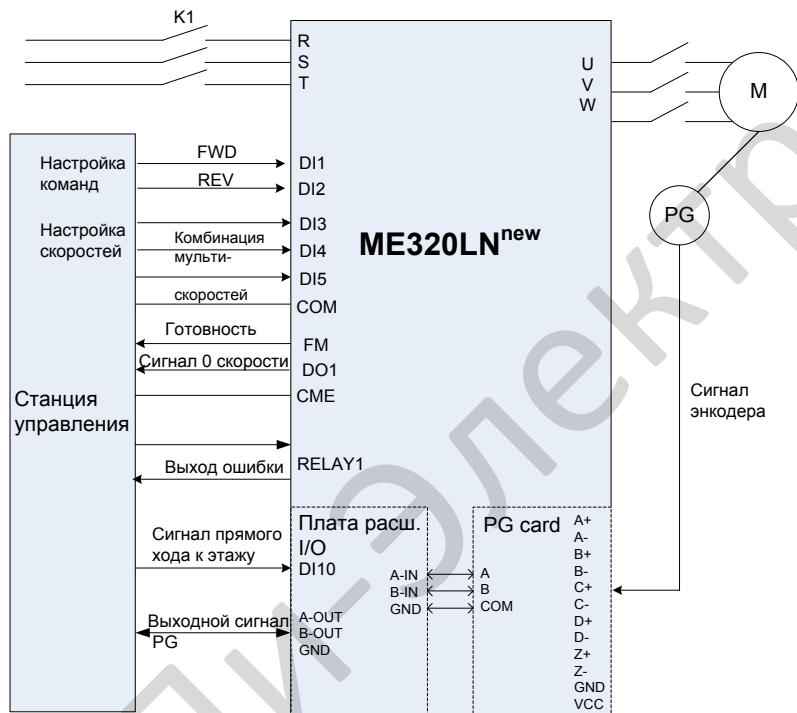 K1
R
S
T
U
V
W
M
Настройка
команд
FWD
DI1
REV
DI2
PG
Настройка
скоростей
DI3
Комбинация
мульти-
DI4
DI5
ME320LNnew
скоростей
COM
Готовность
FM
Сигнал 0 скорости
DO1
CME
Станция
управления
Сигнал
энкодера
Выход ошибки
RELAY1
Плата расш.
I/O
PG card
Сигнал прямого
хода к этажу
DI10
A-IN
B-IN
GND
A
B
COM
A+
A-
B+
B-
C+
C-
D+
D-
Z+
Z-
GND
VCC
Выходной сигнал
PG
A-OUT
B-OUT
GND
Ли-Электр